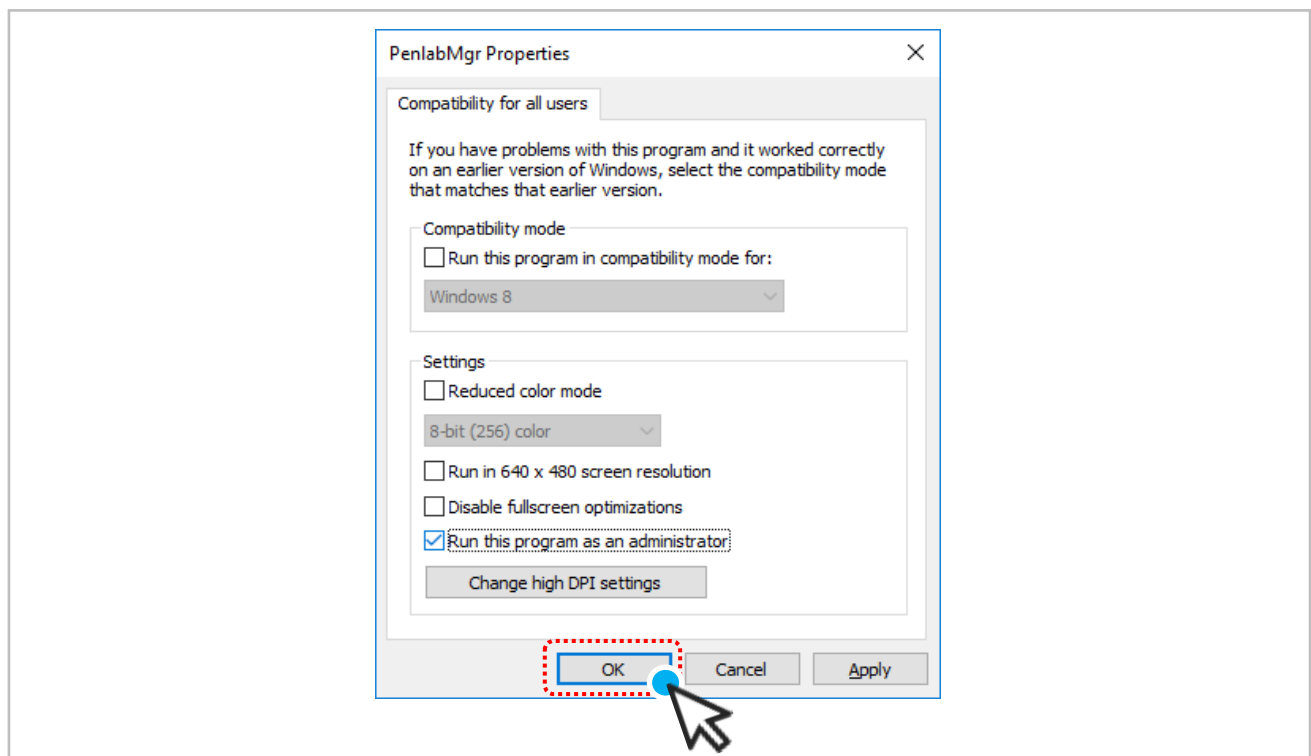 PenlabMgr Properties
Compatibility for all users
If you have problems with this program and it worked correctly
on an earlier version of Windows, select the compatibility mode
that matches that earlier version.
Compatibility mode
Run this program in compatibility mode for:
Windows 8
Settings
Reduced color mode
8-bit (256) color
Run in 640 x 480 screen resolution
Disable fullscreen optimizations
Run this program as an administrator
Change high DPI settings
OK Cancel Apply